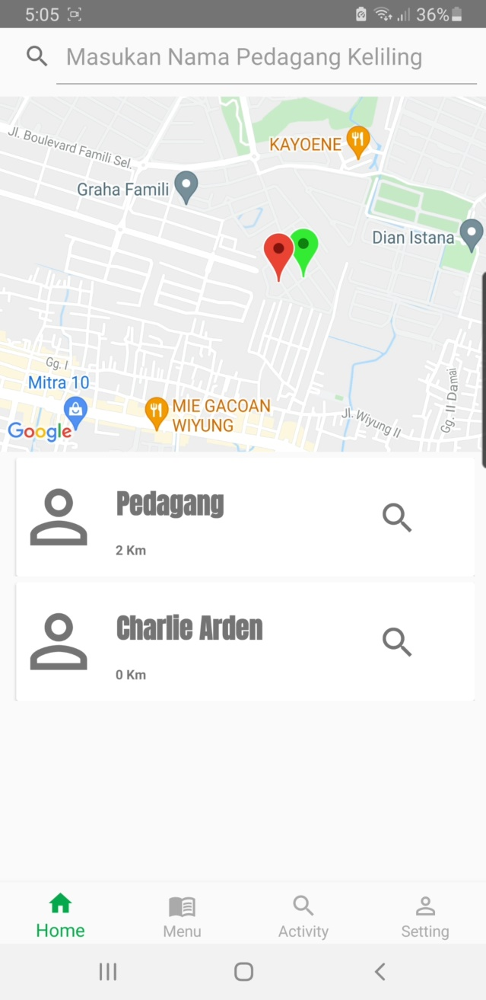 5:05
36%
Masukan Nama Pedagang Keliling
Jl. Boulevard Famili Sel.
KAYOENE
Graha Famili
Dian Istana
Gg. I
Mitra 10
MIE GACOAN
WIYUNG
Jl. Wiyung II
Gg. II Damai
Google
Pedagang
2 Km
Charlie Arden
0 Km
Home
Menu
Activity
Setting